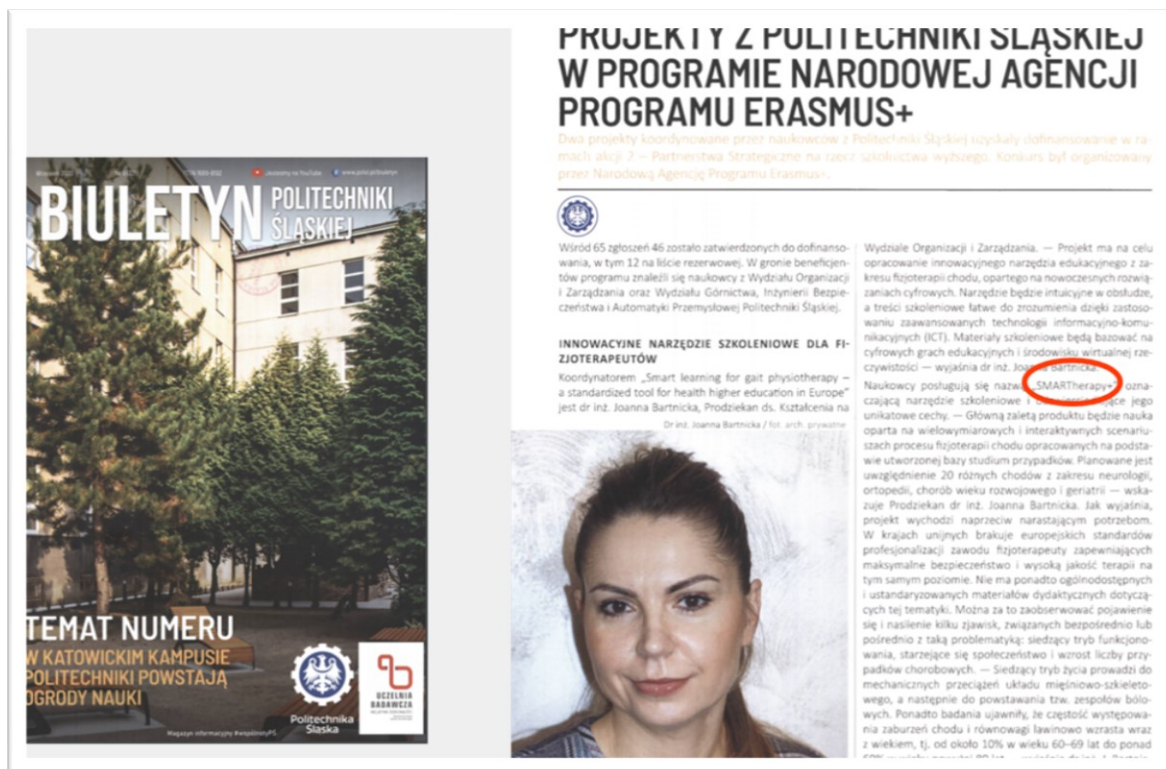 BIULETYN POLITECHNIKI
ŚLĄSKIEJ
TEMAT NUMERU
W KATOWICKIM KAMPUSIE
POLITECHNIKI POWSTAJĄ
OGRODY NAUKI
Politechnika
Śląska
UCZELNIA
BADAWCZA
Magazyn informacyjny #wspólnotyPŚ
PROJEKTY Z POLITECHNIKI ŚLĄSKIEJ
W PROGRAMIE NARODOWEJ AGENCJI
PROGRAMU ERASMUS+
Dwa projekty koordynowane przez naukowców z Politechniki Śląskiej uzyskały dofinansowanie w ra-
mach akcji 2 — Partnerstwa Strategiczne na rzecz szkolnictwa wyższego. Konkurs był organizowany
przez Narodową Agencję Programu Erasmus+.
Wśród 65 zgłoszeń 46 zostało zatwierdzonych do dofinanso-
wania, w tym 12 na liście rezerwowej. W gronie beneficjen-
tów programu znaleźli się naukowcy z Wydziału Organizacji
i Zarządzania oraz Wydziału Górnictwa, Inżynierii Bezpie-
czeństwa i Automatyki Przemysłowej Politechniki Śląskiej.
INNOWACYJNE NARZĘDZIE SZKOLENIOWE DLA FI-
ZJOTERAPEUTÓW
Koordynatorem „Smart learning for gait physiotherapy –
a standardized tool for health higher education in Europe”
jest dr inż. Joanna Bartnicka, Prodziekan ds. Kształcenia na
Dr inż. Joanna Bartnicka / fot. arch. prywatne
Wydziale Organizacji i Zarządzania. — Projekt ma na celu
opracowanie innowacyjnego narzędzia edukacyjnego z za-
kresu fizjoterapii chodu, opartego na nowoczesnych rozwią-
zaniach cyfrowych. Narzędzie będzie intuicyjne w obsłudze,
a treści szkoleniowe łatwe do zrozumienia dzięki zastoso-
waniu zaawansowanych technologii informacyjno-komu-
nikacyjnych (ICT). Materiały szkoleniowe będą bazować na
cyfrowych grach edukacyjnych i środowisku wirtualnej rze-
czywistości — wyjaśnia dr inż. Joanna Bartnicka.
Naukowcy posługują się nazwą „SMARTherapy+” ozna-
czającą narzędzie szkoleniowe i jego
unikatowe cechy. — Główną zaletą produktu będzie nauka
oparta na wielowymiarowych i interaktywnych scenariu-
szach procesu fizjoterapii chodu opracowanych na podsta-
wie utworzonej bazy studium przypadków. Planowane jest
uwzględnienie 20 różnych chodów z zakresu neurologii,
ortopedii, chorób wieku rozwojowego i geriatrii — wska-
zuje Prodziekan dr inż. Joanna Bartnicka. Jak wyjaśnia,
projekt wychodzi naprzeciw narastającym potrzebom.
W krajach unijnych brakuje europejskich standardów
profesjonalizacji zawodu fizjoterapeuty zapewniających
maksymalne bezpieczeństwo i wysoką jakość terapii na
tym samym poziomie. Nie ma ponadto ogólnodostępnych
i ustandaryzowanych materiałów dydaktycznych dotyczą-
cych tej tematyki. Można za to zaobserwować pojawienie
się i nasilenie kilku zjawisk, związanych bezpośrednio lub
pośrednio z taką problematyką: siedzący tryb funkcjono-
wania, starzejące się społeczeństwo i wzrost liczby przy-
padków chorobowych. — Siedzący tryb życia prowadzi do
mechanicznych przeciążeń układu mięśniowo-szkieleto-
wego, a następnie do powstawania tzw. zespołów bólo-
wych. Ponadto badania ujawniły, że częstość występowa-
nia zaburzeń chodu i równowagi lawinowo wzrasta wraz
z wiekiem, tj. od około 10% w wieku 60–69 lat do ponad